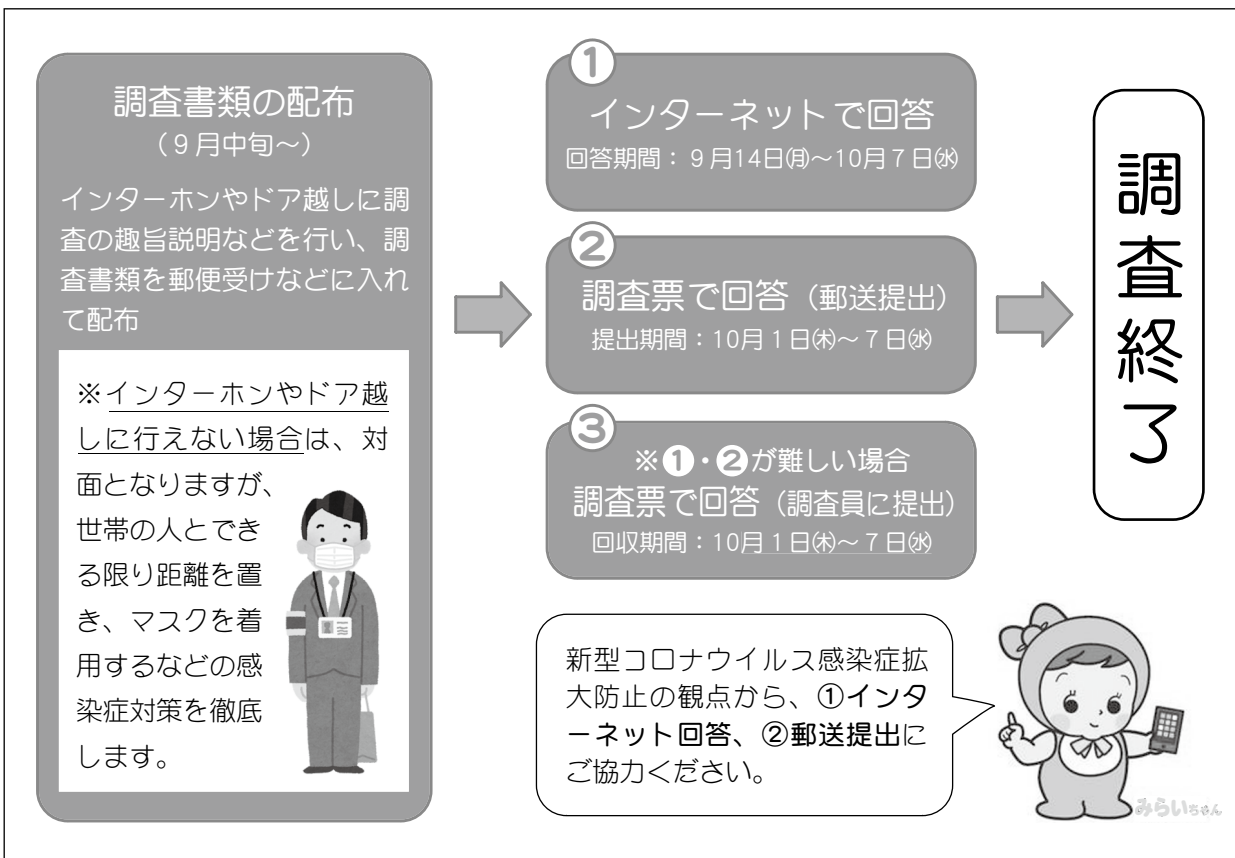 調査書類の配布
（９月中旬～）
インターホンやドア越しに調
査の趣旨説明などを行い、調
査書類を郵便受けなどに入れ
て配布
※インターホンやドア越
しに行えない場合は、対
面となりますが、
世帯の人とでき
る限り距離を置
き、マスクを着
用するなどの感
染症対策を徹底
します。
①
インターネットで回答
回答期間：９月14日㈪～10月７日㈬
②
調査票で回答（郵送提出）
提出期間：10月１日㈭～７日㈬
③
※❶・❷が難しい場合
調査票で回答（調査員に提出）
回収期間：10月１日㈭～７日㈬
調査終了
新型コロナウイルス感染症拡
大防止の観点から、①インタ
ーネット回答、②郵送提出に
ご協力ください。
みらいちゃん